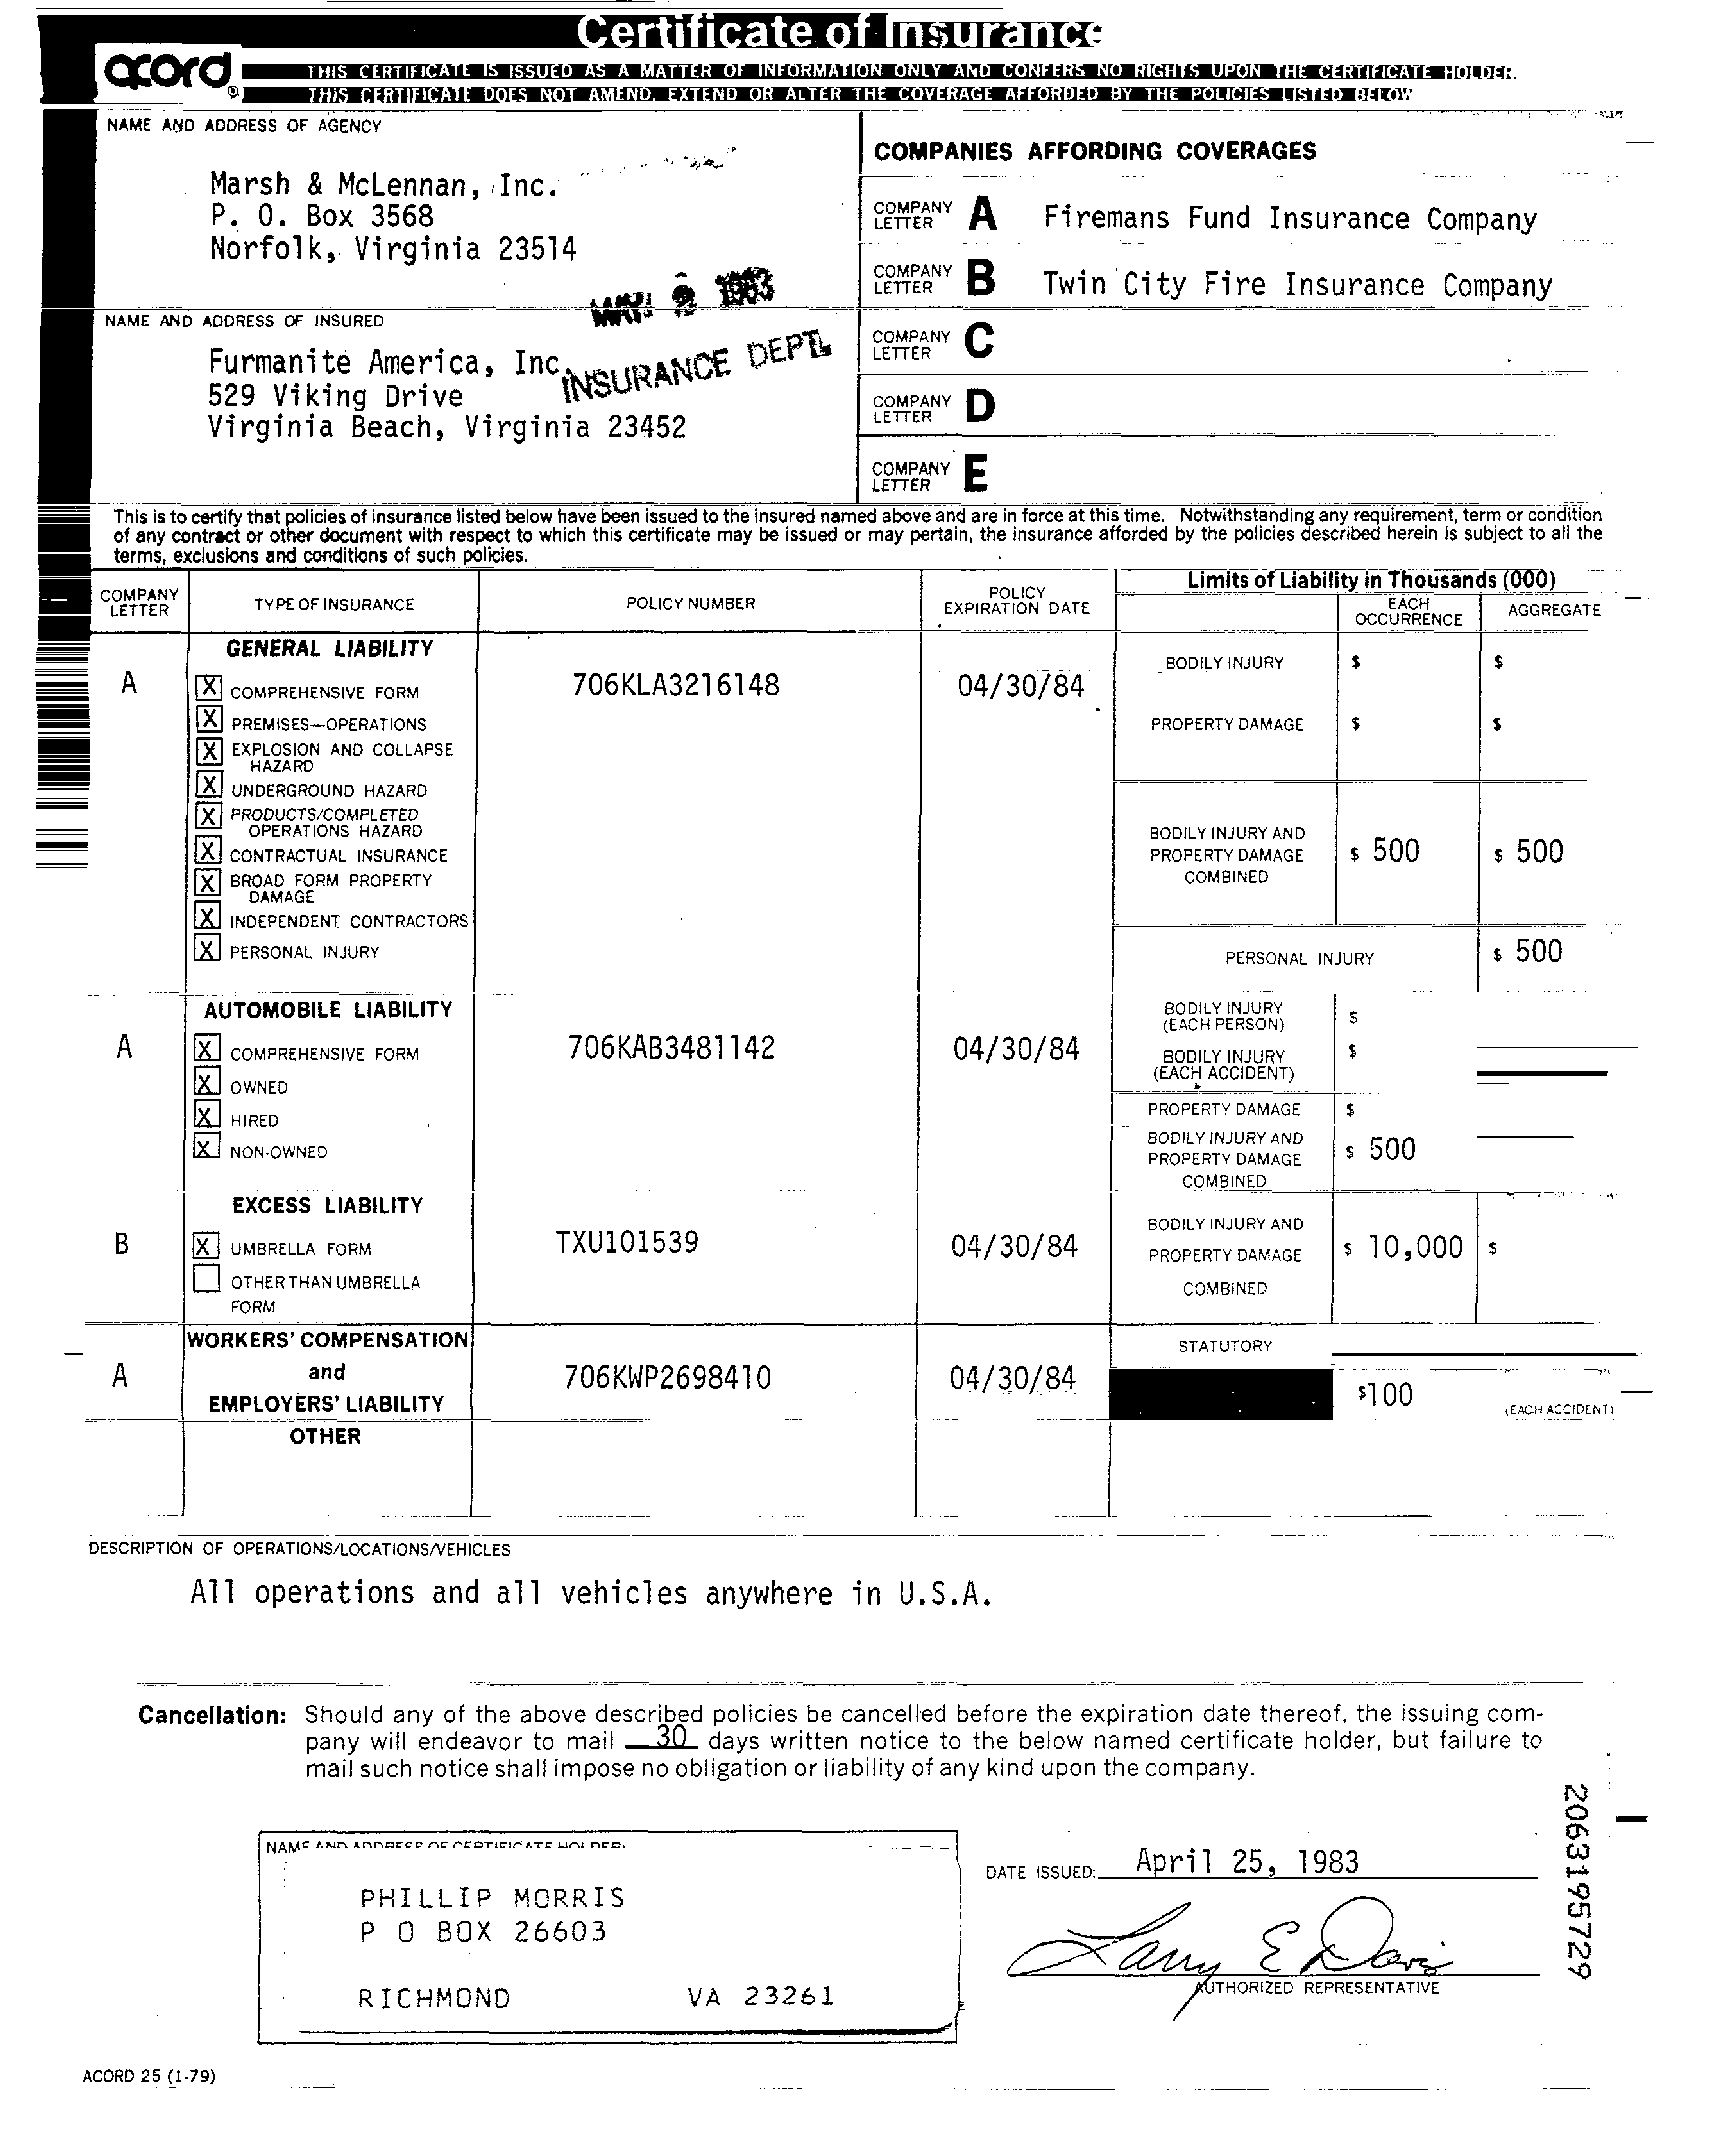 Certificate of Insurance
acord
THIS CERTIFICATE IS ISSUED AS A MATTER OF INFORMATION ONLY AND CONFERS NO RIGHTS UPON THE CERTIFICATE HOLDER.
THIS CERTIFICATE DOES NOT AMEND, EXTEND OR ALTER THE COVERAGE AFFORDED BY THE POLICIES LISTED BELOW
NAME AND ADDRESS OF AGENCY
Marsh & McLennan, Inc.
P. O. Box 3568
Norfolk, Virginia 23514
1983
INSURANCE DEPT.
NAME AND ADDRESS OF INSURED
Furmanite America, Inc.
529 Viking Drive
Virginia Beach, Virginia 23452
COMPANIES AFFORDING COVERAGES
COMPANY LETTER A Firemans Fund Insurance Company
COMPANY LETTER B Twin City Fire Insurance Company
COMPANY LETTER C
COMPANY LETTER D
COMPANY LETTER E
This is to certify that policies of insurance listed below have been issued to the insured named above and are in force at this time. Notwithstanding any requirement, term or condition
of any contract or other document with respect to which this certificate may be issued or may pertain, the insurance afforded by the policies described herein is subject to all the
terms, exclusions and conditions of such policies.
COMPANY LETTER
TYPE OF INSURANCE
POLICY NUMBER
POLICY EXPIRATION DATE
Limits of Liability in Thousands (000)
EACH OCCURRENCE
AGGREGATE
GENERAL LIABILITY
A
X COMPREHENSIVE FORM
X PREMISES—OPERATIONS
X EXPLOSION AND COLLAPSE
HAZARD
X UNDERGROUND HAZARD
X PRODUCTS/COMPLETED
OPERATIONS HAZARD
X CONTRACTUAL INSURANCE
X BROAD FORM PROPERTY
DAMAGE
X INDEPENDENT CONTRACTORS
X PERSONAL INJURY
706KLA3216148
04/30/84
BODILY INJURY $ $
PROPERTY DAMAGE $ $
BODILY INJURY AND
PROPERTY DAMAGE $ 500 $ 500
COMBINED
PERSONAL INJURY $ 500
AUTOMOBILE LIABILITY
A
X COMPREHENSIVE FORM
X OWNED
X HIRED
X NON-OWNED
706KAB3481142
04/30/84
BODILY INJURY
(EACH PERSON) $
BODILY INJURY $
(EACH ACCIDENT)
PROPERTY DAMAGE $
BODILY INJURY AND
PROPERTY DAMAGE $ 500
COMBINED
EXCESS LIABILITY
B
X UMBRELLA FORM
OTHER THAN UMBRELLA
FORM
TXU101539
04/30/84
BODILY INJURY AND
PROPERTY DAMAGE $ 10,000 $
COMBINED
WORKERS' COMPENSATION
A and
EMPLOYERS' LIABILITY
706KWP2698410
04/30/84
STATUTORY
$100 (EACH ACCIDENT)
OTHER
DESCRIPTION OF OPERATIONS/LOCATIONS/VEHICLES
All operations and all vehicles anywhere in U.S.A.
Cancellation: Should any of the above described policies be cancelled before the expiration date thereof, the issuing com-
pany will endeavor to mail 30 days written notice to the below named certificate holder, but failure to
mail such notice shall impose no obligation or liability of any kind upon the company.
NAME AND ADDRESS OF CERTIFICATE HOLDER:
PHILLIP MORRIS
P O BOX 26603
RICHMOND VA 23261
DATE ISSUED: April 25, 1983
Larry E Davis
AUTHORIZED REPRESENTATIVE
2063195729
ACORD 25 (1-79)